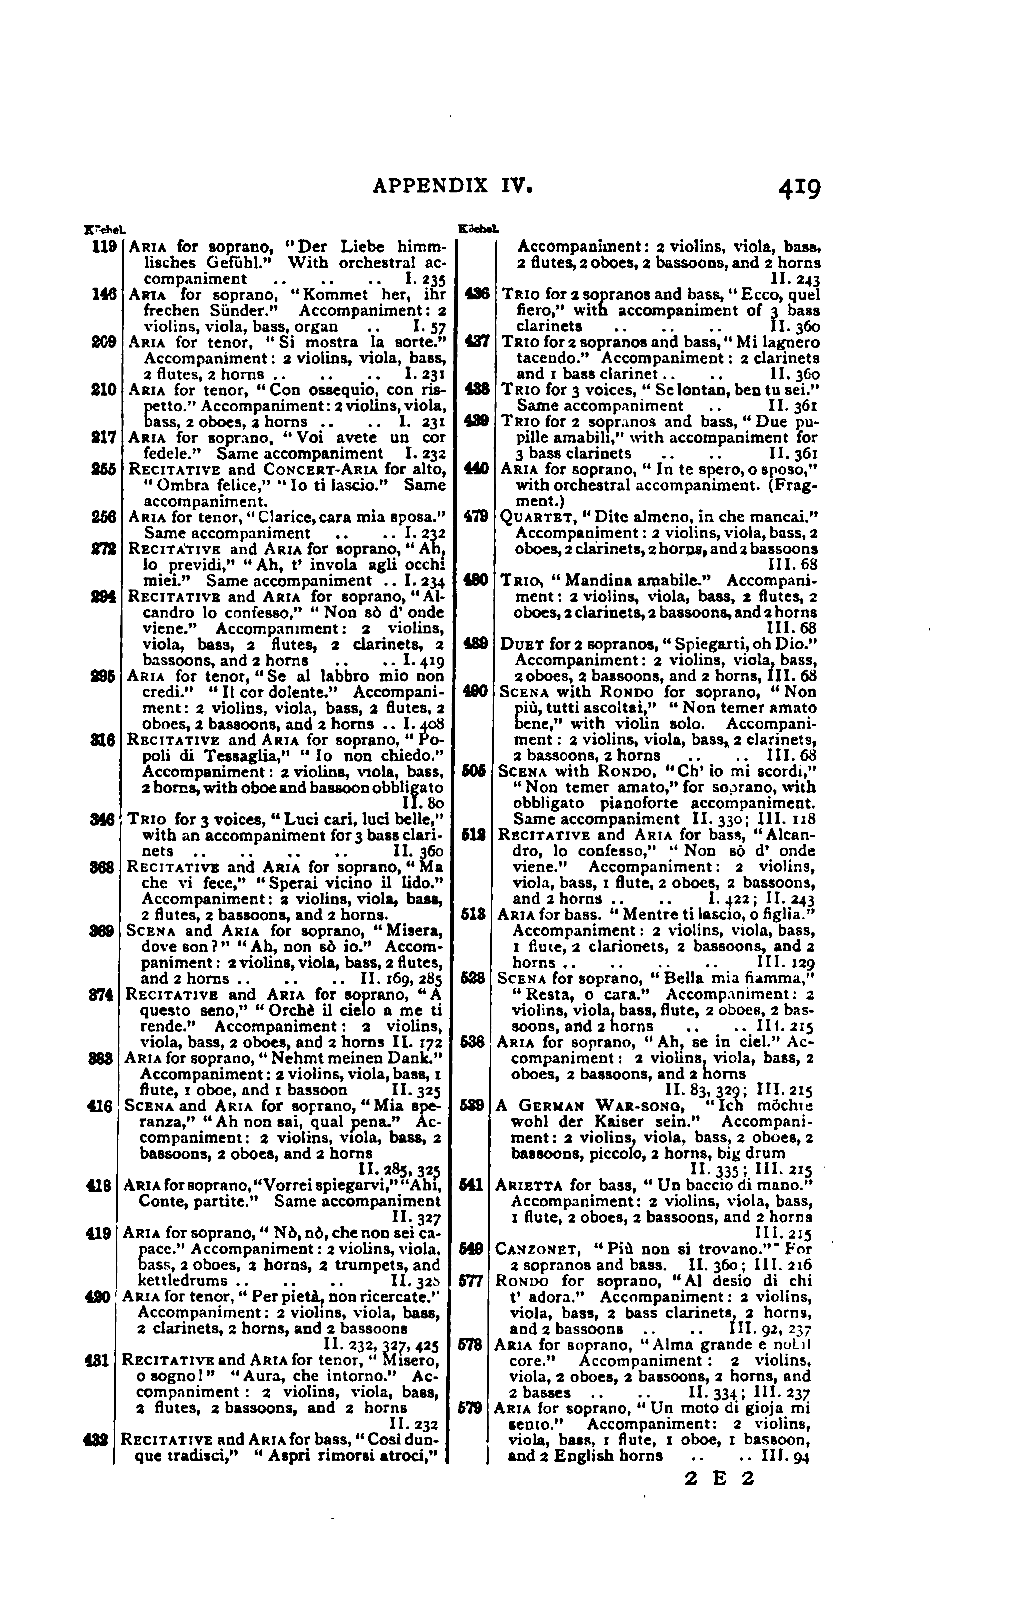 APPENDIX IV. 419
Köchel.
119 ARIA for soprano, "Der Liebe himm-
lisches Gefühl." With orchestral ac-
companiment .. .. .. I. 235
146 ARIA for soprano, "Kommet her, ihr
frechen Sünder." Accompaniment: 2
violins, viola, bass, organ .. I. 57
209 ARIA for tenor, "Si mostra la sorte."
Accompaniment: 2 violins, viola, bass,
2 flutes, 2 horns .. .. .. I. 231
210 ARIA for tenor, "Con ossequio, con ris-
petto." Accompaniment: 2 violins, viola,
bass, 2 oboes, 2 horns .. .. I. 231
217 ARIA for soprano, "Voi avete un cor
fedele." Same accompaniment I. 232
255 RECITATIVE and CONCERT-ARIA for alto,
"Ombra felice," "Io ti lascio." Same
accompaniment.
256 ARIA for tenor, "Clarice, cara mia sposa."
Same accompaniment .. .. I. 232
272 RECITATIVE and ARIA for soprano, "Ah,
lo previdi," "Ah, t' invola agli occhi
miei." Same accompaniment .. I. 234
294 RECITATIVE and ARIA for soprano, "Al-
candro lo confesso," "Non sò d' onde
viene." Accompaniment: 2 violins,
viola, bass, 2 flutes, 2 clarinets, 2
bassoons, and 2 horns .. .. I. 419
295 ARIA for tenor, "Se al labbro mio non
credi." "Il cor dolente." Accompani-
ment: 2 violins, viola, bass, 2 flutes, 2
oboes, 2 bassoons, and 2 horns .. I. 408
316 RECITATIVE and ARIA for soprano, "Po-
poli di Tessaglia," "Io non chiedo."
Accompaniment: 2 violins, viola, bass,
2 horns, with oboe and bassoon obbligato
II. 80
346 TRIO for 3 voices, "Luci cari, luci belle,"
with an accompaniment for 3 bass clari-
nets .. .. .. .. II. 360
368 RECITATIVE and ARIA for soprano, "Ma
che vi fece," "Sperai vicino il lido."
Accompaniment: 2 violins, viola, bass,
2 flutes, 2 bassoons, and 2 horns.
369 SCENA and ARIA for soprano, "Misera,
dove son?" "Ah, non sò io." Accom-
paniment: 2 violins, viola, bass, 2 flutes,
and 2 horns .. .. .. II. 169, 285
374 RECITATIVE and ARIA for soprano, "A
questo seno," "Orchè il cielo a me ti
rende." Accompaniment: 2 violins,
viola, bass, 2 oboes, and 2 horns II. 172
383 ARIA for soprano, "Nehmt meinen Dank."
Accompaniment: 2 violins, viola, bass, 1
flute, 1 oboe, and 1 bassoon II. 325
416 SCENA and ARIA for soprano, "Mia spe-
ranza," "Ah non sai, qual pena." Ac-
companiment: 2 violins, viola, bass, 2
bassoons, 2 oboes, and 2 horns
II. 285, 325
418 ARIA for soprano, "Vorrei spiegarvi," "Ahi,
Conte, partite." Same accompaniment
II. 327
419 ARIA for soprano, "Nò, nò, che non sei ca-
pace." Accompaniment: 2 violins, viola,
bass, 2 oboes, 2 horns, 2 trumpets, and
kettledrums .. .. .. II. 328
420 ARIA for tenor, "Per pietà, non ricercate."
Accompaniment: 2 violins, viola, bass,
2 clarinets, 2 horns, and 2 bassoons
II. 232, 327, 425
431 RECITATIVE and ARIA for tenor, "Misero,
o sogno!" "Aura, che intorno." Ac-
companiment: 2 violins, viola, bass,
2 flutes, 2 bassoons, and 2 horns
II. 232
432 RECITATIVE and ARIA for bass, "Cosi dun-
que tradisci," "Aspri rimorsi atroci,"
Köchel.
Accompaniment: 2 violins, viola, bass,
2 flutes, 2 oboes, 2 bassoons, and 2 horns
II. 243
436 TRIO for 2 sopranos and bass, "Ecco, quel
fiero," with accompaniment of 3 bass
clarinets .. .. .. II. 360
437 TRIO for 2 sopranos and bass, "Mi lagnero
tacendo." Accompaniment: 2 clarinets
and 1 bass clarinet .. .. II. 360
438 TRIO for 3 voices, "Se lontan, ben tu sei."
Same accompaniment .. II. 361
439 TRIO for 2 sopranos and bass, "Due pu-
pille amabili," with accompaniment for
3 bass clarinets .. .. II. 361
440 ARIA for soprano, "In te spero, o sposo,"
with orchestral accompaniment. (Frag-
ment.)
479 QUARTET, "Dite almeno, in che mancai."
Accompaniment: 2 violins, viola, bass, 2
oboes, 2 clarinets, 2 horns, and 2 bassoons
III. 68
480 TRIO, "Mandina amabile." Accompani-
ment: 2 violins, viola, bass, 2 flutes, 2
oboes, 2 clarinets, 2 bassoons, and 2 horns
III. 68
489 DUET for 2 sopranos, "Spiegarti, oh Dio."
Accompaniment: 2 violins, viola, bass,
2 oboes, 2 bassoons, and 2 horns, III. 68
490 SCENA with RONDO for soprano, "Non
più, tutti ascoltai," "Non temer amato
bene," with violin solo. Accompani-
ment: 2 violins, viola, bass, 2 clarinets,
2 bassoons, 2 horns .. .. III. 68
505 SCENA with RONDO, "Ch' io mi scordi,"
"Non temer amato," for soprano, with
obbligato pianoforte accompaniment.
Same accompaniment II. 330; III. 118
512 RECITATIVE and ARIA for bass, "Alcan-
dro, lo confesso," "Non sò d' onde
viene." Accompaniment: 2 violins,
viola, bass, 1 flute, 2 oboes, 2 bassoons,
and 2 horns .. .. I. 422; II. 243
513 ARIA for bass. "Mentre ti lascio, o figlia."
Accompaniment: 2 violins, viola, bass,
1 flute, 2 clarionets, 2 bassoons, and 2
horns .. .. .. .. III. 129
528 SCENA for soprano, "Bella mia fiamma,"
"Resta, o cara." Accompaniment: 2
violins, viola, bass, flute, 2 oboes, 2 bas-
soons, and 2 horns .. .. III. 215
538 ARIA for soprano, "Ah, se in ciel." Ac-
companiment: 2 violins, viola, bass, 2
oboes, 2 bassoons, and 2 horns
II. 83, 329; III. 215
539 A GERMAN WAR-SONG, "Ich möchte
wohl der Kaiser sein." Accompani-
ment: 2 violins, viola, bass, 2 oboes, 2
bassoons, piccolo, 2 horns, big drum
II. 335; III. 215
541 ARIETTA for bass, "Un baccio di mano."
Accompaniment: 2 violins, viola, bass,
1 flute, 2 oboes, 2 bassoons, and 2 horns
III. 215
549 CANZONET, "Più non si trovano." For
2 sopranos and bass. II. 360; III. 216
577 RONDO for soprano, "Al desio di chi
t' adora." Accompaniment: 2 violins,
viola, bass, 2 bass clarinets, 2 horns,
and 2 bassoons .. .. III. 92, 237
578 ARIA for soprano, "Alma grande e nobil
core." Accompaniment: 2 violins,
viola, 2 oboes, 2 bassoons, 2 horns, and
2 basses .. .. II. 334; III. 237
579 ARIA for soprano, "Un moto di gioja mi
sento." Accompaniment: 2 violins,
viola, bass, 1 flute, 1 oboe, 1 bassoon,
and 2 English horns .. .. III. 94
2 E 2